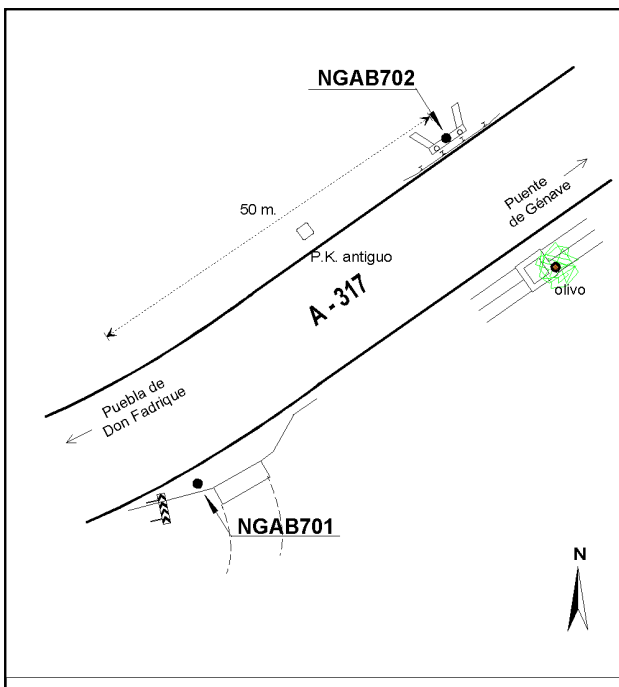 NGAB702
Puente
de Génave
50 m.
P.K. antiguo
olivo
A - 317
Puebla de
Don Fadrique
NGAB701
N